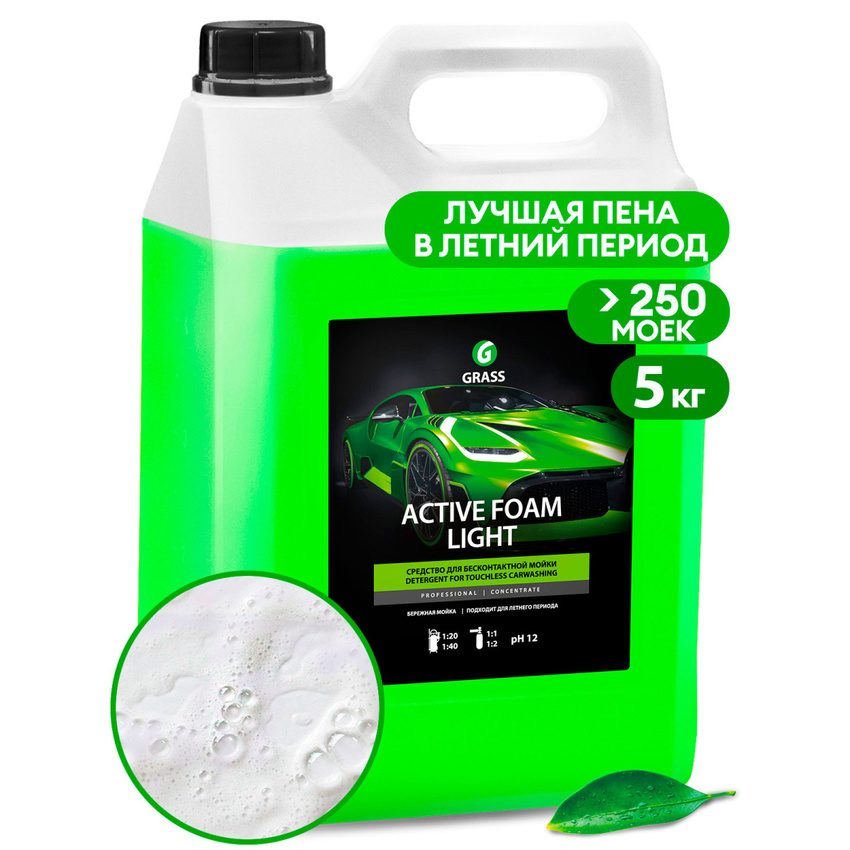 ЛУЧШАЯ ПЕНА
В ЛЕТНИЙ ПЕРИОД
> 250
МОЕК
5 кг
G
GRASS
ACTIVE FOAM
LIGHT
СРЕДСТВО ДЛЯ БЕСКОНТАКТНОЙ МОЙКИ
DETERGENT FOR TOUCHLESS CARWASHING
PROFESSIONAL | CONCENTRATE
БЕРЕЖНАЯ МОЙКА | ПОДХОДИТ ДЛЯ ЛЕТНЕГО ПЕРИОДА
1:20 1:1 pH 12
1:40 1:2